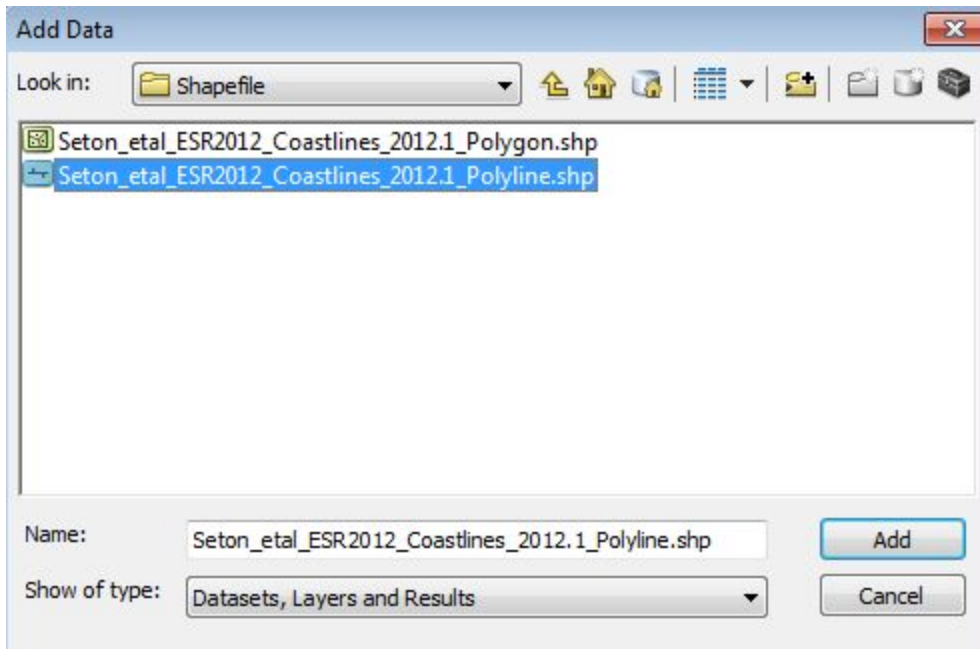 Add Data
Look in: Shapefile
Seton_etal_ESR2012_Coastlines_2012.1_Polygon.shp
Seton_etal_ESR2012_Coastlines_2012.1_Polyline.shp
Name: Seton_etal_ESR2012_Coastlines_2012.1_Polyline.shp Add
Show of type: Datasets, Layers and Results Cancel